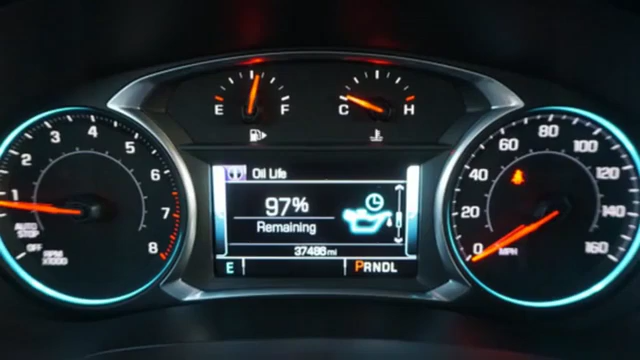 E F
C H
1 2 3 4 5 6 7 8
AUTO STOP
OFF
RPM x1000
Oil Life
97%
Remaining
37486 mi
E
PRNDL
0 20 40 60 80 100 120 140 160
MPH